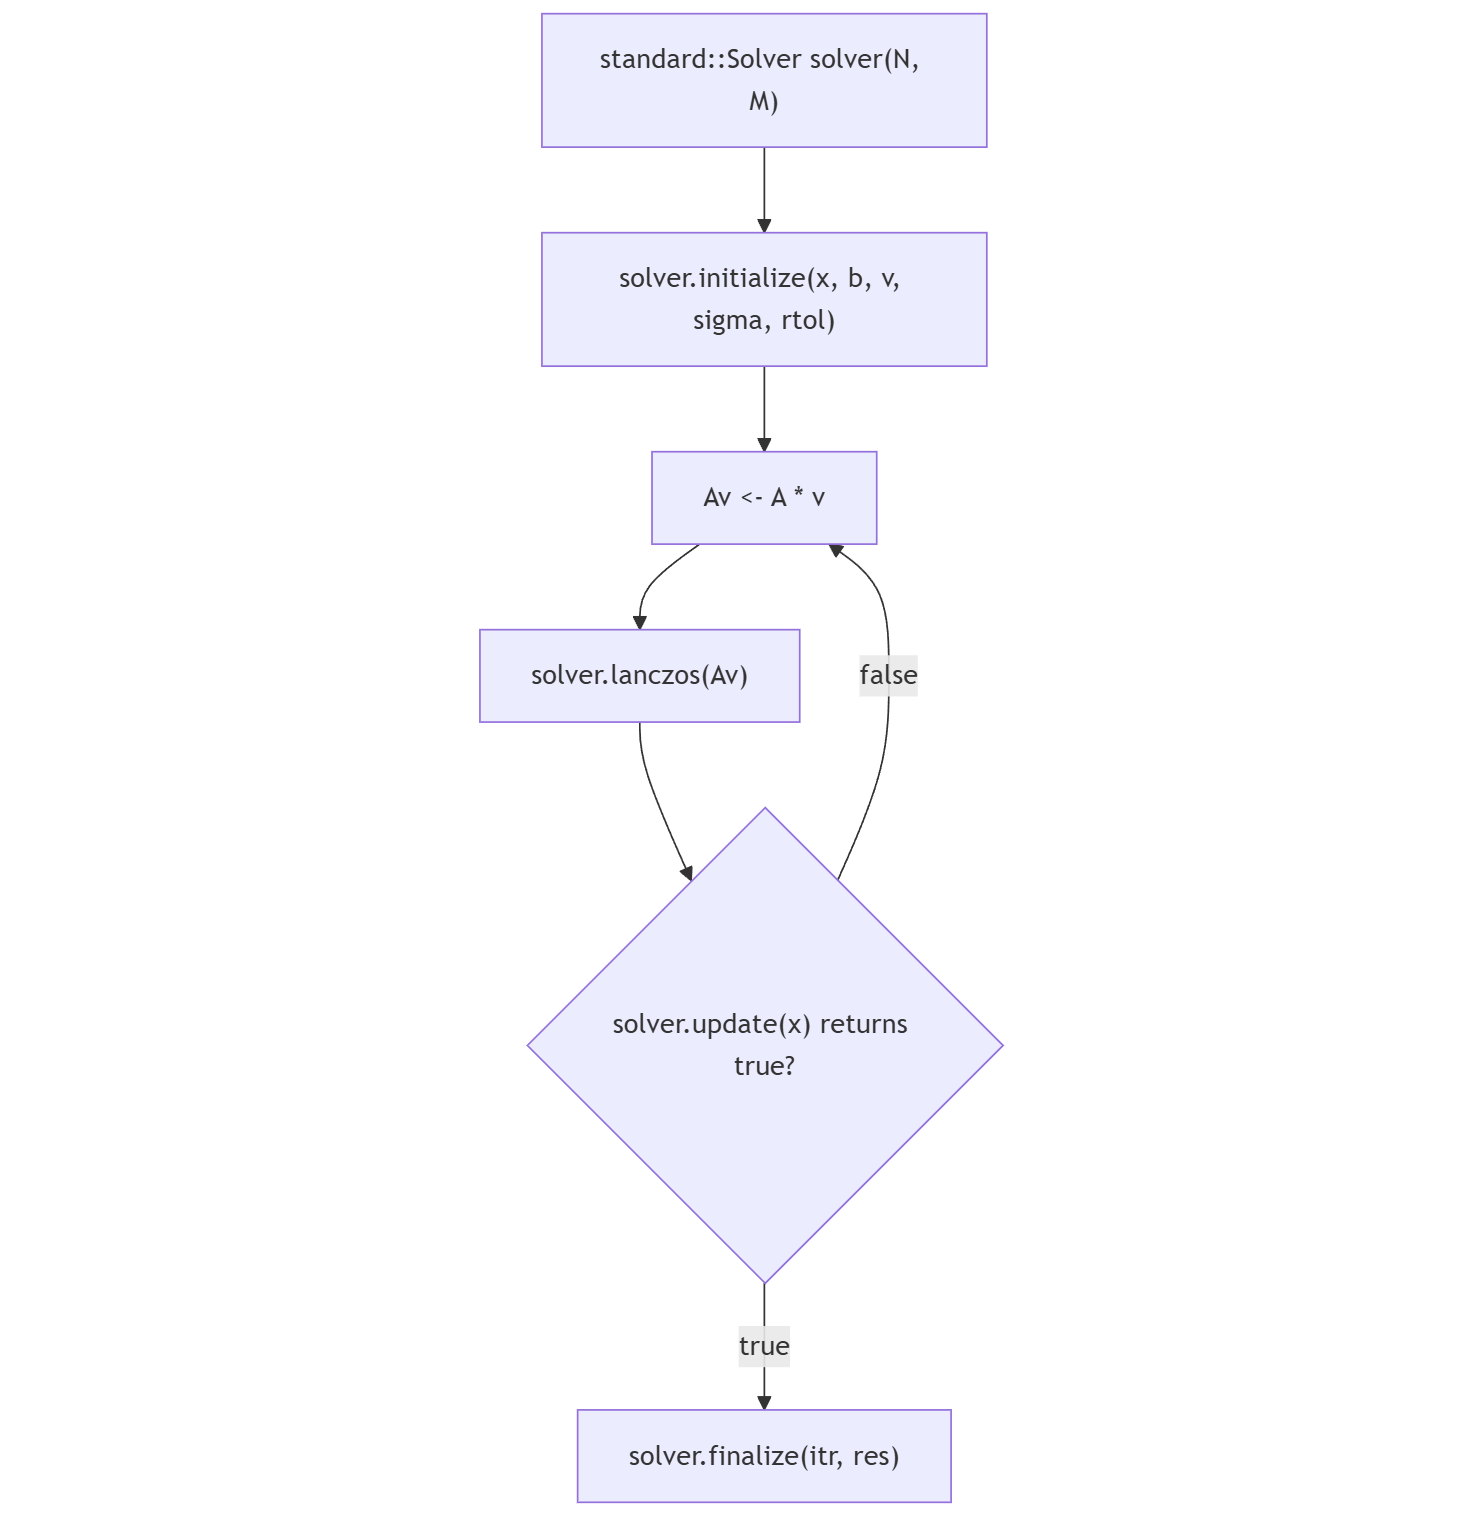 standard::Solver solver(N,
M)
solver.initialize(x, b, v,
sigma, rtol)
Av <- A * v
solver.lanczos(Av)
false
solver.update(x) returns
true?
true
solver.finalize(itr, res)